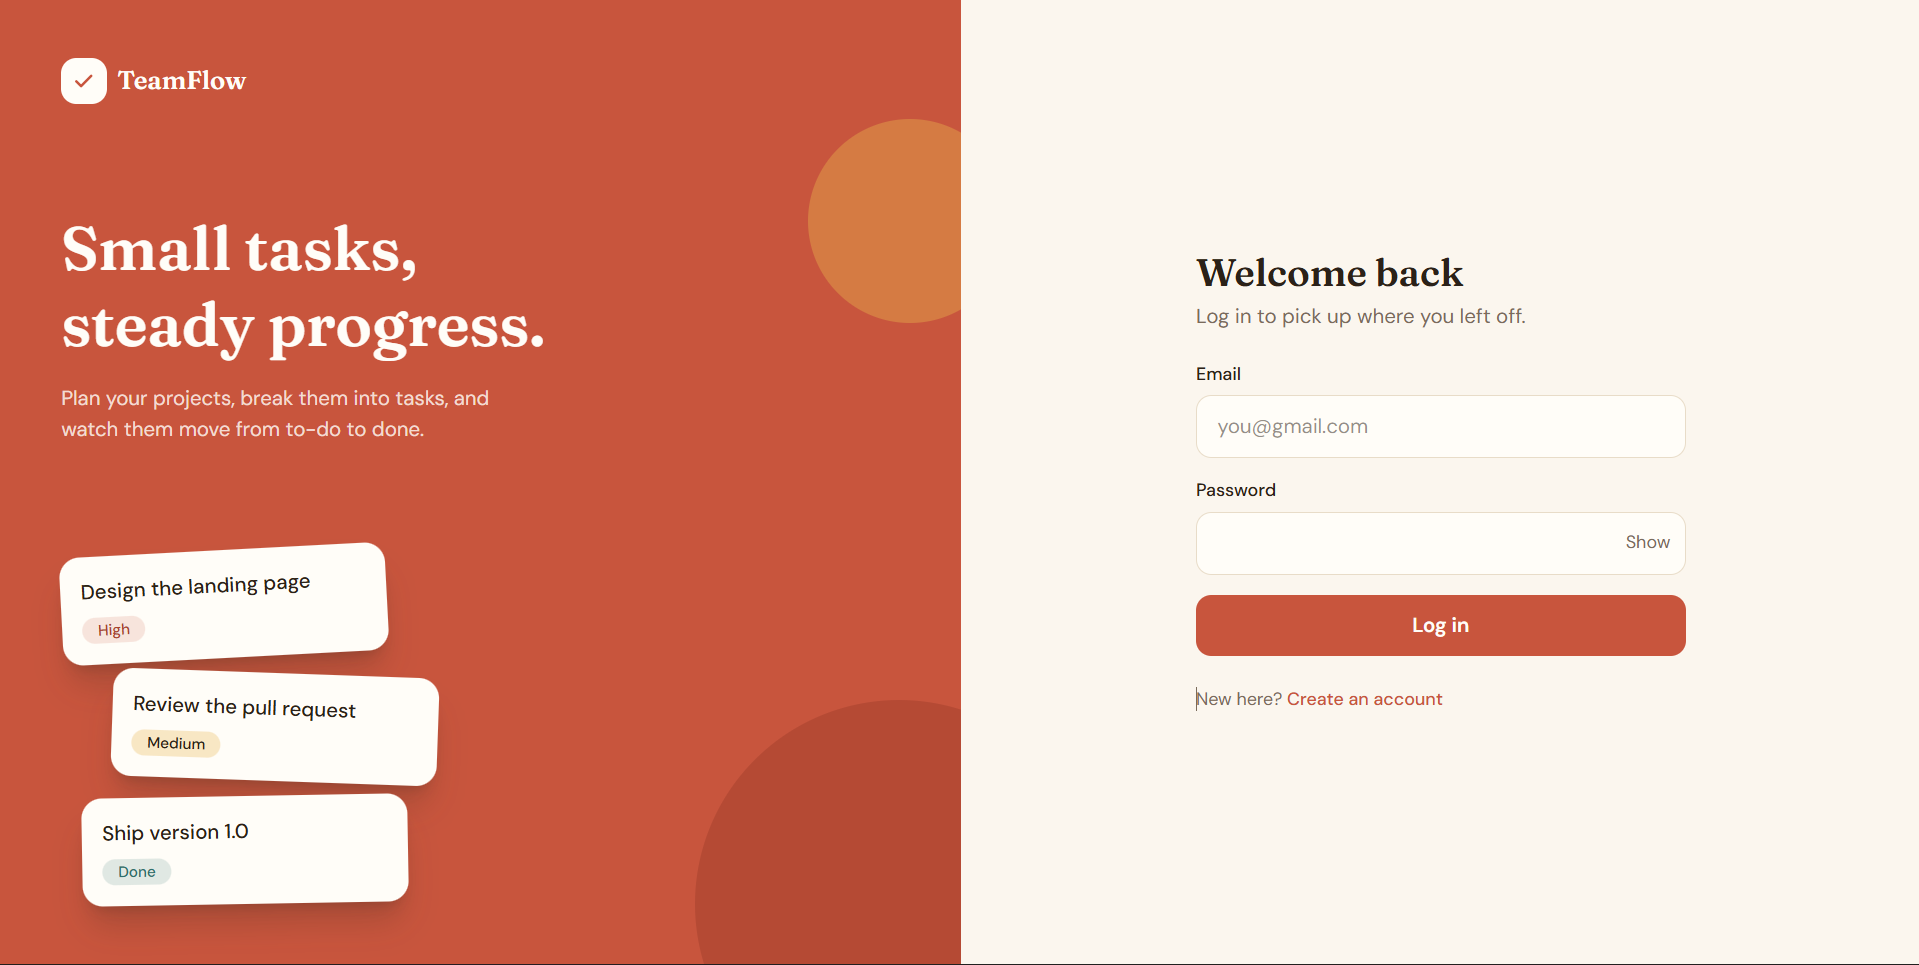 TeamFlow
Small tasks,
steady progress.
Plan your projects, break them into tasks, and
watch them move from to-do to done.
Design the landing page
High
Review the pull request
Medium
Ship version 1.0
Done
Welcome back
Log in to pick up where you left off.
Email
you@gmail.com
Password
Show
Log in
New here? Create an account